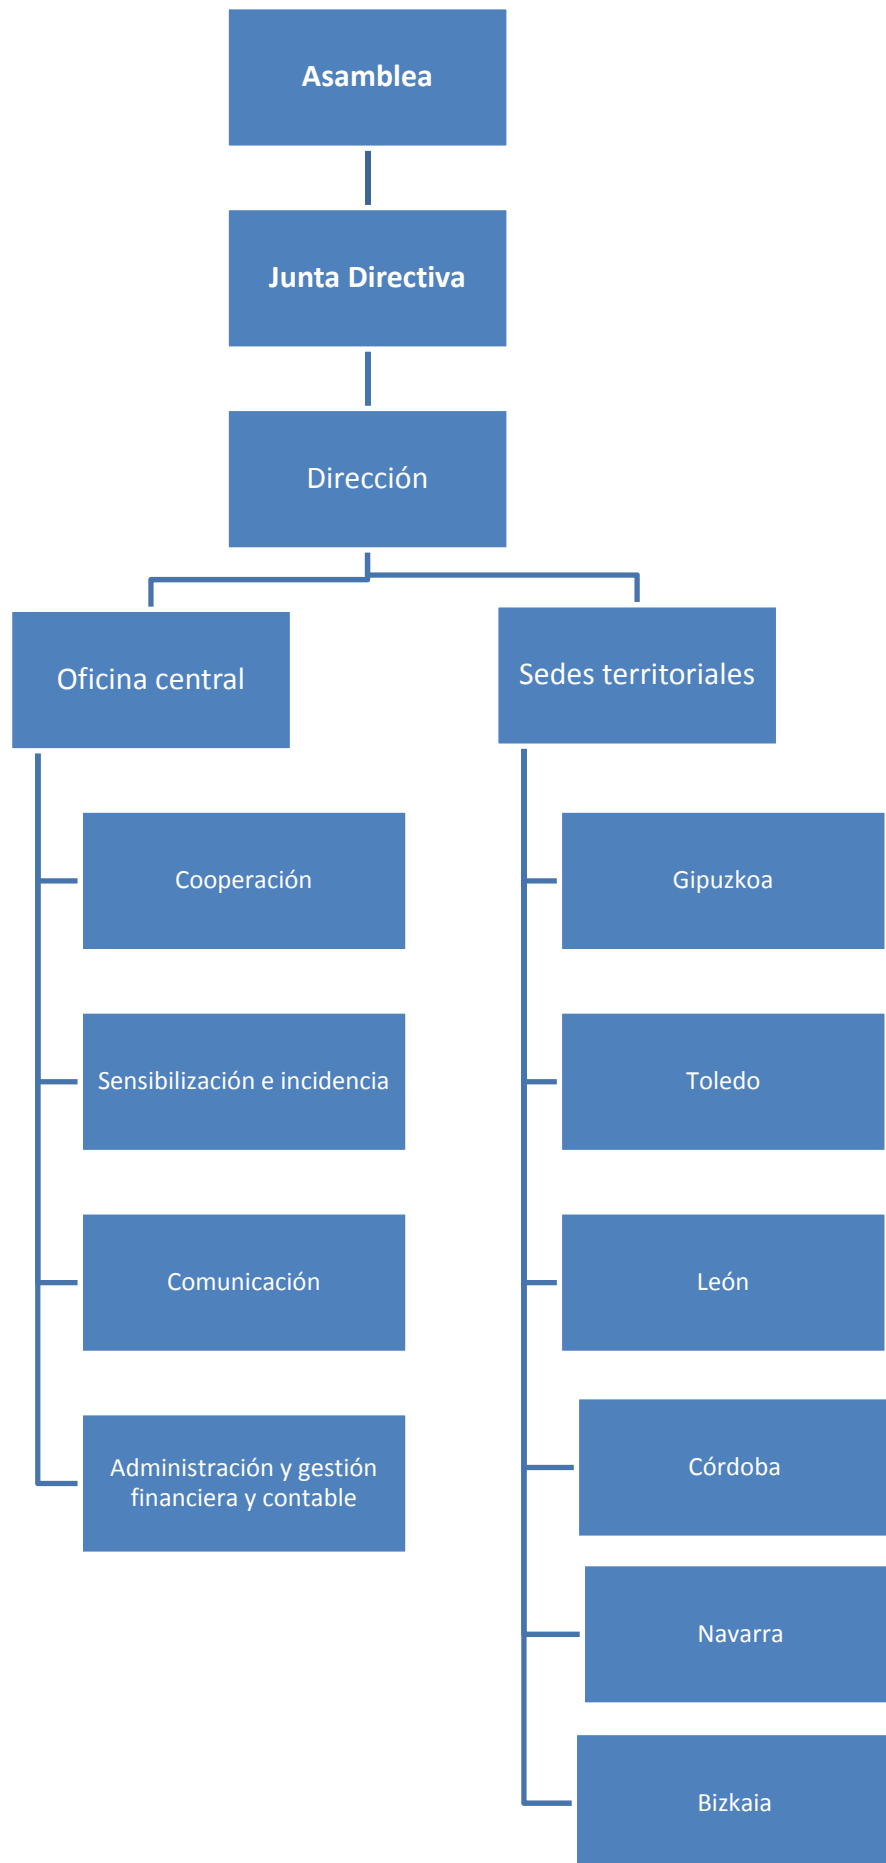 Asamblea
Junta Directiva
Dirección
Oficina central
Sedes territoriales
Cooperación
Gipuzkoa
Sensibilización e incidencia
Toledo
Comunicación
León
Administración y gestión
financiera y contable
Córdoba
Navarra
Bizkaia